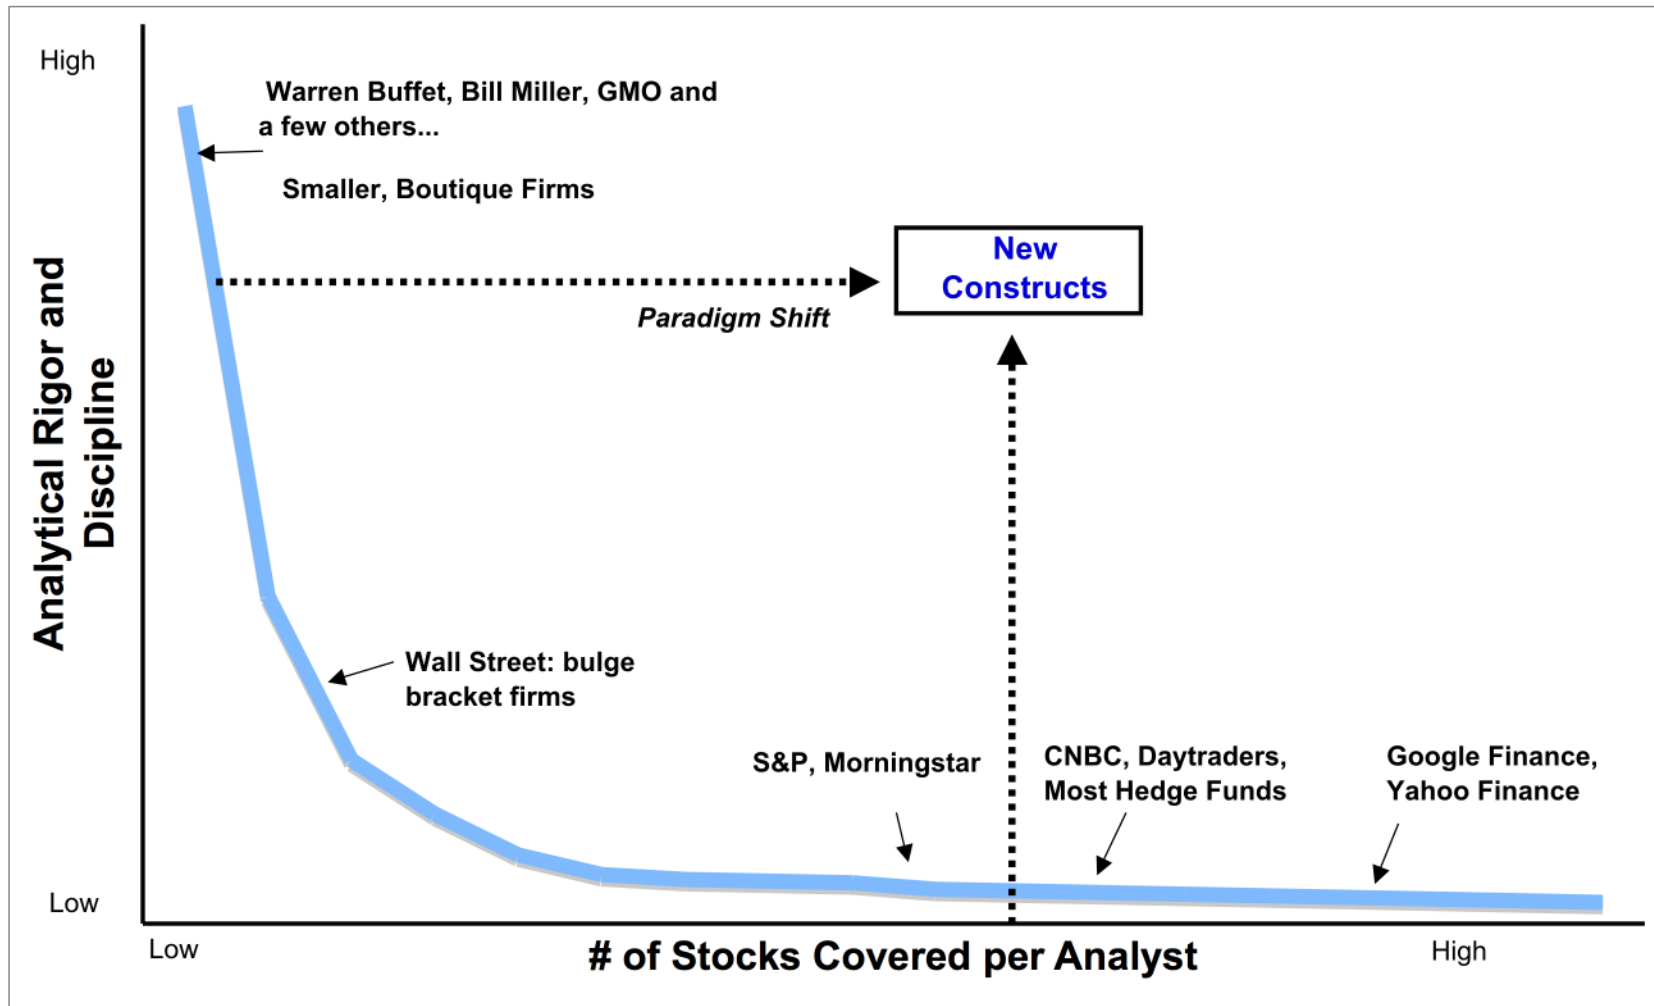 High
Warren Buffet, Bill Miller, GMO and
a few others...
Smaller, Boutique Firms
New
Constructs
Paradigm Shift
Analytical Rigor and
Discipline
Wall Street: bulge
bracket firms
S&P, Morningstar
CNBC, Daytraders,
Most Hedge Funds
Google Finance,
Yahoo Finance
Low
Low
# of Stocks Covered per Analyst
High